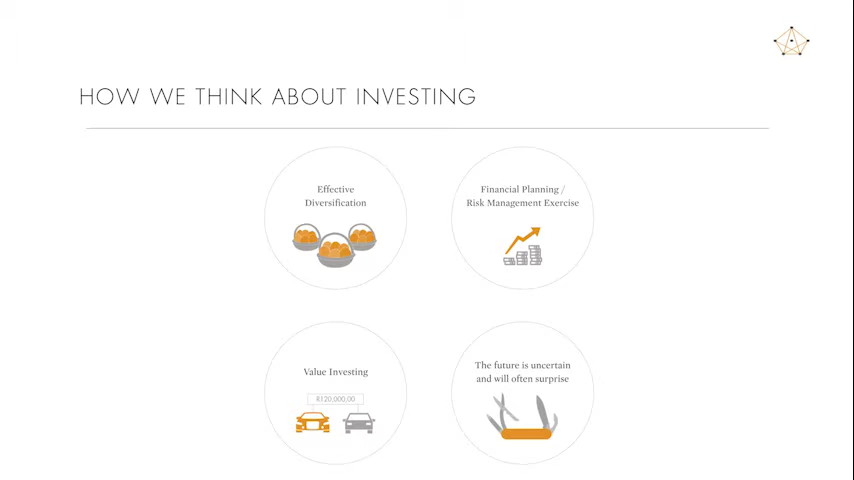 HOW WE THINK ABOUT INVESTING
Effective
Diversification
Financial Planning /
Risk Management Exercise
Value Investing
R120,000,00
The future is uncertain
and will often surprise